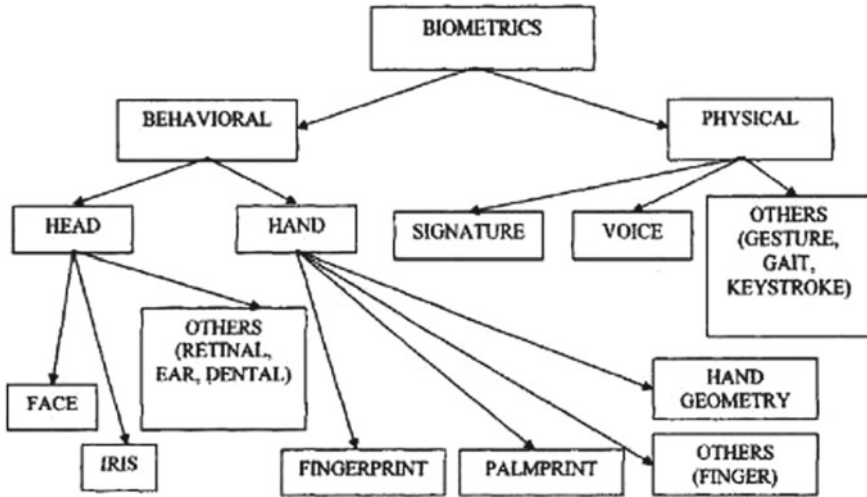 BIOMETRICS
BEHAVIORAL
PHYSICAL
HEAD
HAND
SIGNATURE
VOICE
OTHERS
(GESTURE,
GAIT,
KEYSTROKE)
OTHERS
(RETINAL,
EAR, DENTAL)
FACE
IRIS
FINGERPRINT
PALMPRINT
HAND
GEOMETRY
OTHERS
(FINGER)